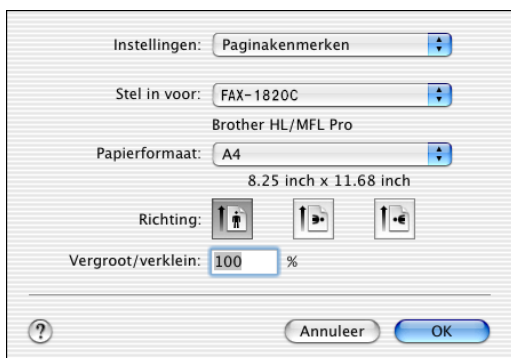 Instellingen: Paginakenmerken
Stel in voor: FAX-1820C
Brother HL/MFL Pro
Papierformaat: A4
8.25 inch x 11.68 inch
Richting:
Vergroot/verklein: 100 %
? Annuleer OK